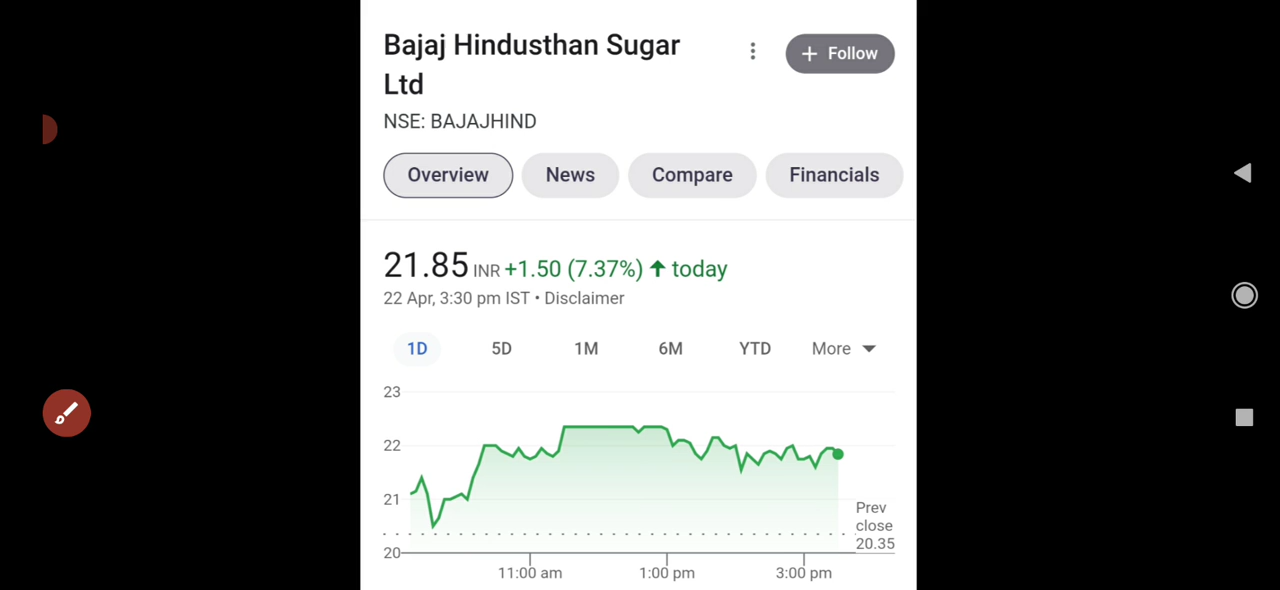 Bajaj Hindusthan Sugar
Ltd
+ Follow
NSE: BAJAJHIND
Overview News Compare Financials
21.85 INR +1.50 (7.37%) ↑ today
22 Apr, 3:30 pm IST • Disclaimer
1D 5D 1M 6M YTD More
23
22
21
20
Prev
close
20.35
11:00 am 1:00 pm 3:00 pm